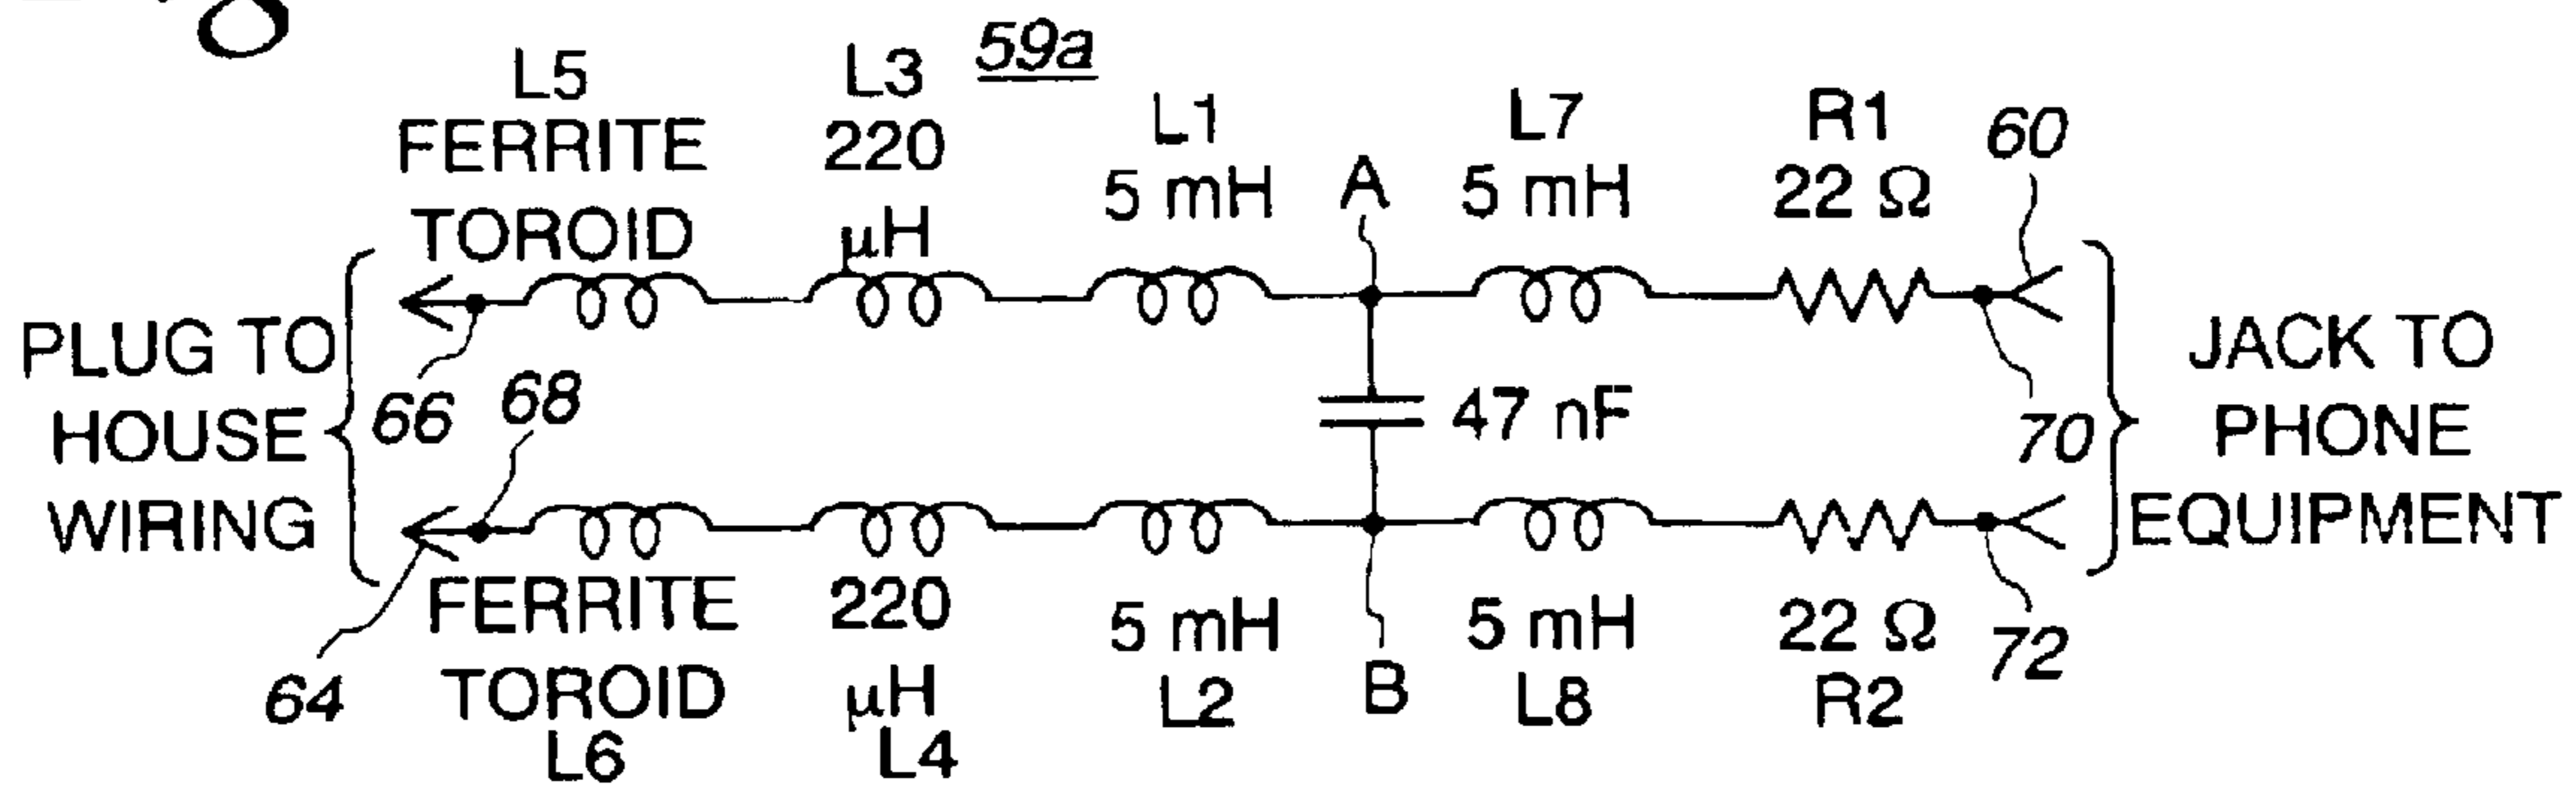 59a
L5
FERRITE
TOROID
L3
220
µH
L1
5 mH
A
L7
5 mH
R1
22 Ω
60
PLUG TO
HOUSE
WIRING
66
68
47 nF
70
JACK TO
PHONE
EQUIPMENT
64
FERRITE
TOROID
L6
220
µH
L4
5 mH
L2
B
5 mH
L8
22 Ω
R2
72